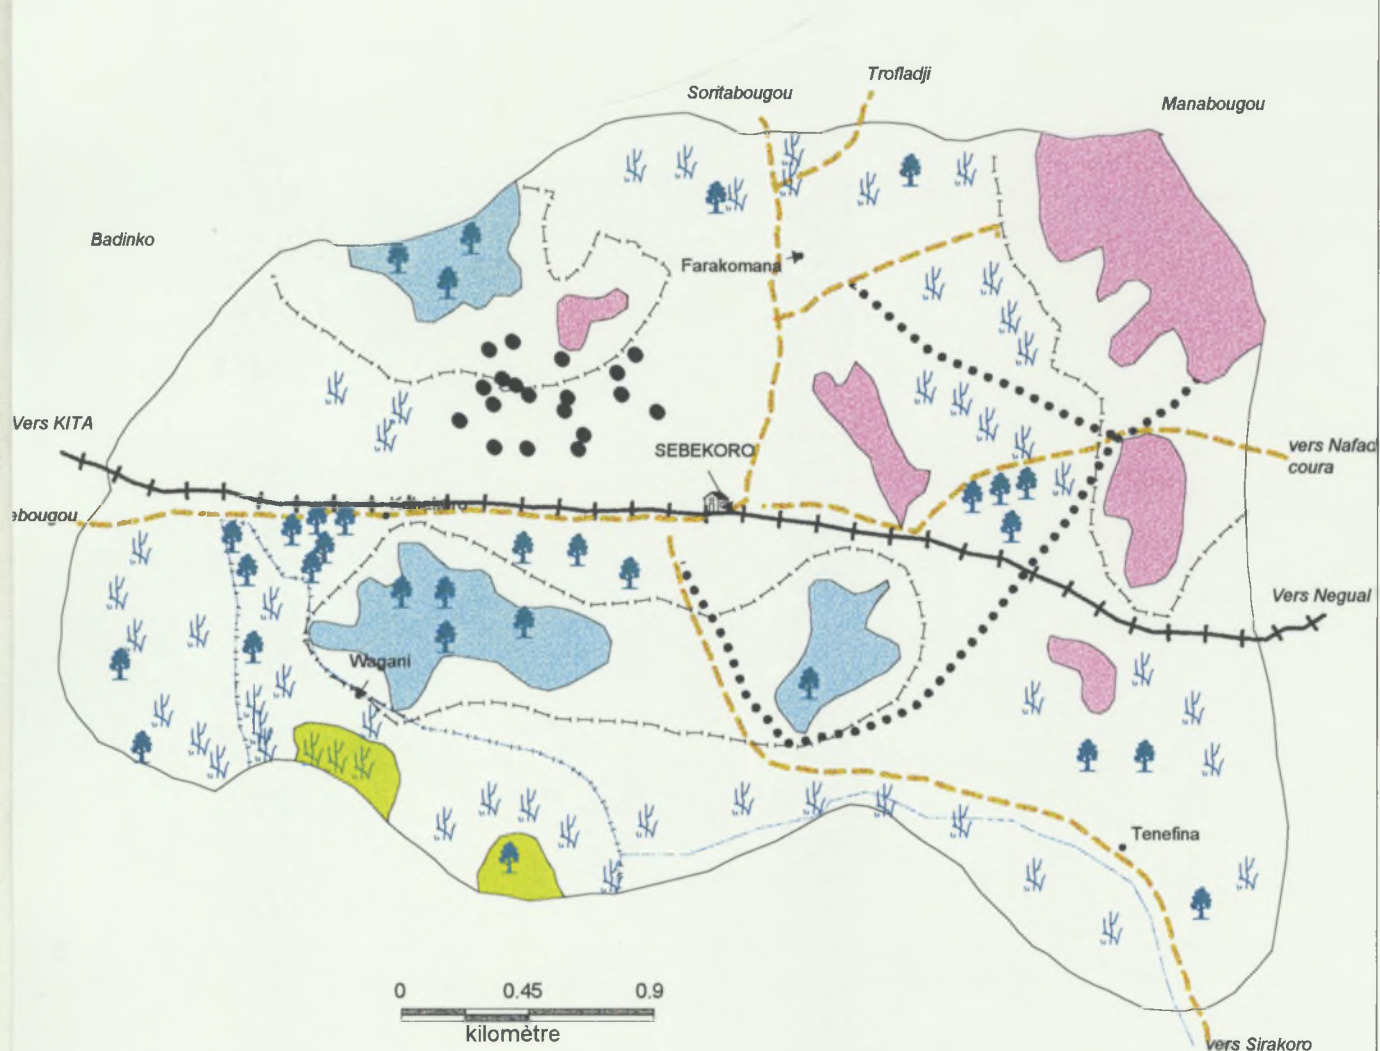 Trofladji
Soritabougou
Manabougou
Badinko
Farakomana
Vers KITA
SEBEKORO
vers Nafad
coura
ebougou
Vers Negual
Wagani
Tenefina
0 0.45 0.9
kilomètre
vers Sirakoro